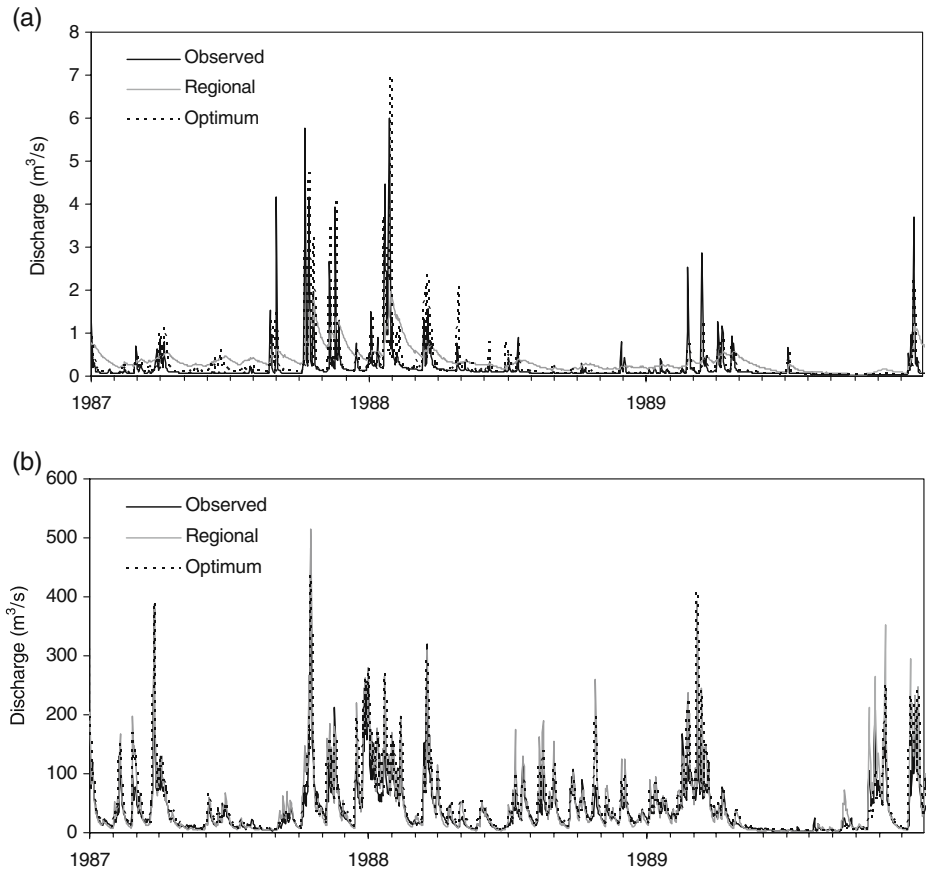 (a)
8
7
6
5
4
3
2
1
0
Discharge (m³/s)
Observed
Regional
Optimum
1987
1988
1989
(b)
600
500
400
300
200
100
0
Discharge (m³/s)
Observed
Regional
Optimum
1987
1988
1989